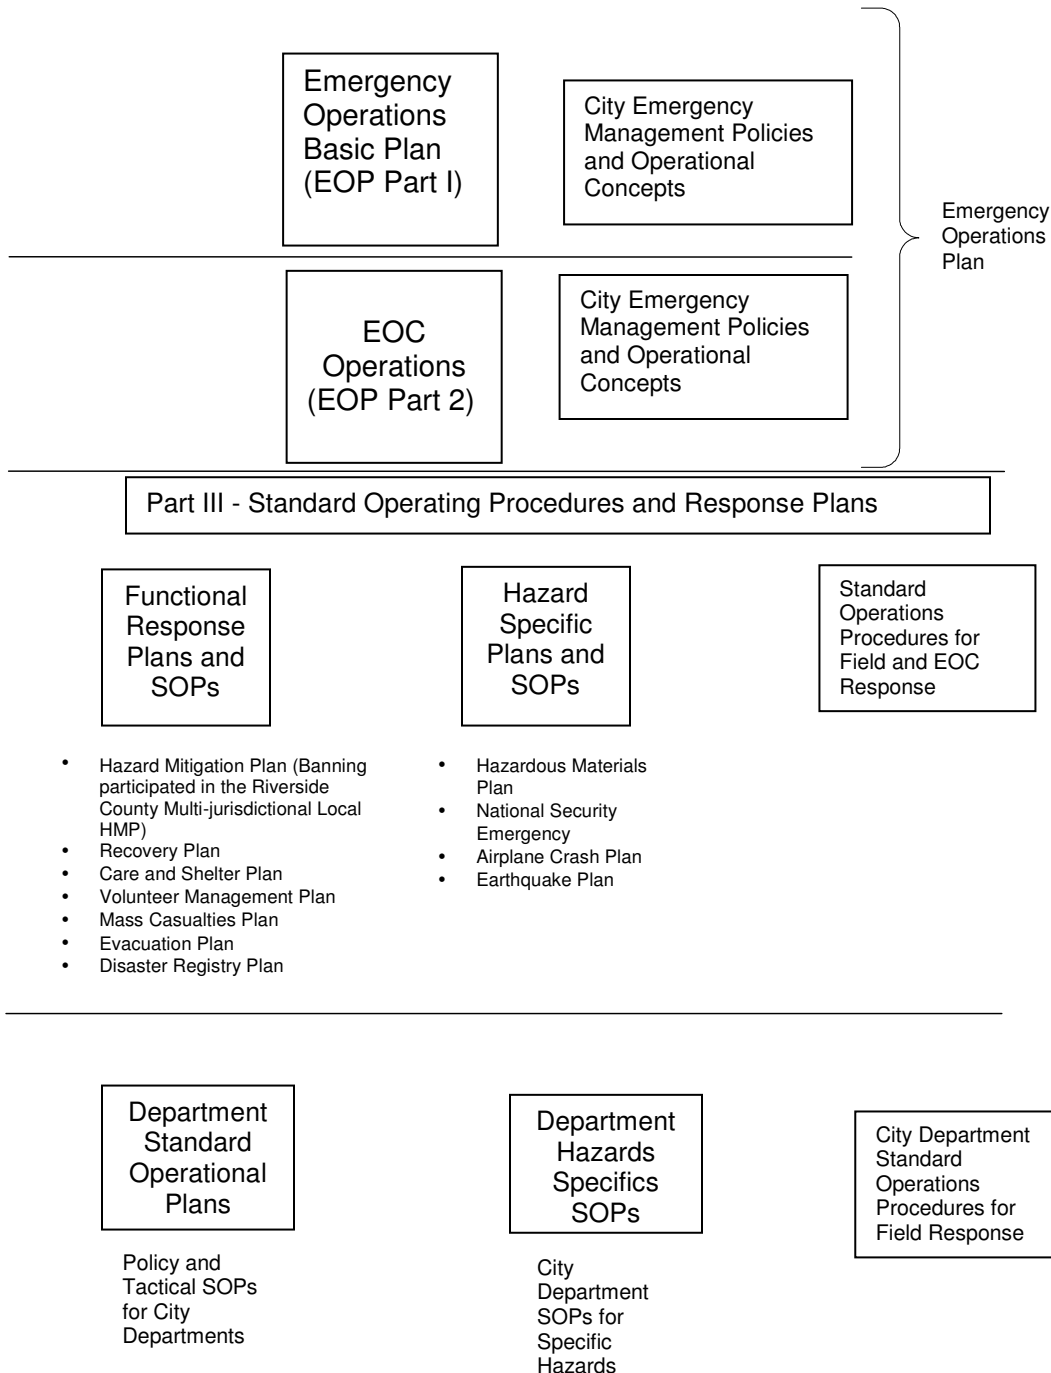 Emergency
Operations
Basic Plan
(EOP Part I)
City Emergency
Management Policies
and Operational
Concepts
Emergency
Operations
Plan
EOC
Operations
(EOP Part 2)
City Emergency
Management Policies
and Operational
Concepts
Part III - Standard Operating Procedures and Response Plans
Functional
Response
Plans and
SOPs
Hazard
Specific
Plans and
SOPs
Standard
Operations
Procedures for
Field and EOC
Response
• Hazard Mitigation Plan (Banning
participated in the Riverside
County Multi-jurisdictional Local
HMP)
• Recovery Plan
• Care and Shelter Plan
• Volunteer Management Plan
• Mass Casualties Plan
• Evacuation Plan
• Disaster Registry Plan
• Hazardous Materials
Plan
• National Security
Emergency
• Airplane Crash Plan
• Earthquake Plan
Department
Standard
Operational
Plans
Department
Hazards
Specifics
SOPs
City Department
Standard
Operations
Procedures for
Field Response
Policy and
Tactical SOPs
for City
Departments
City
Department
SOPs for
Specific
Hazards